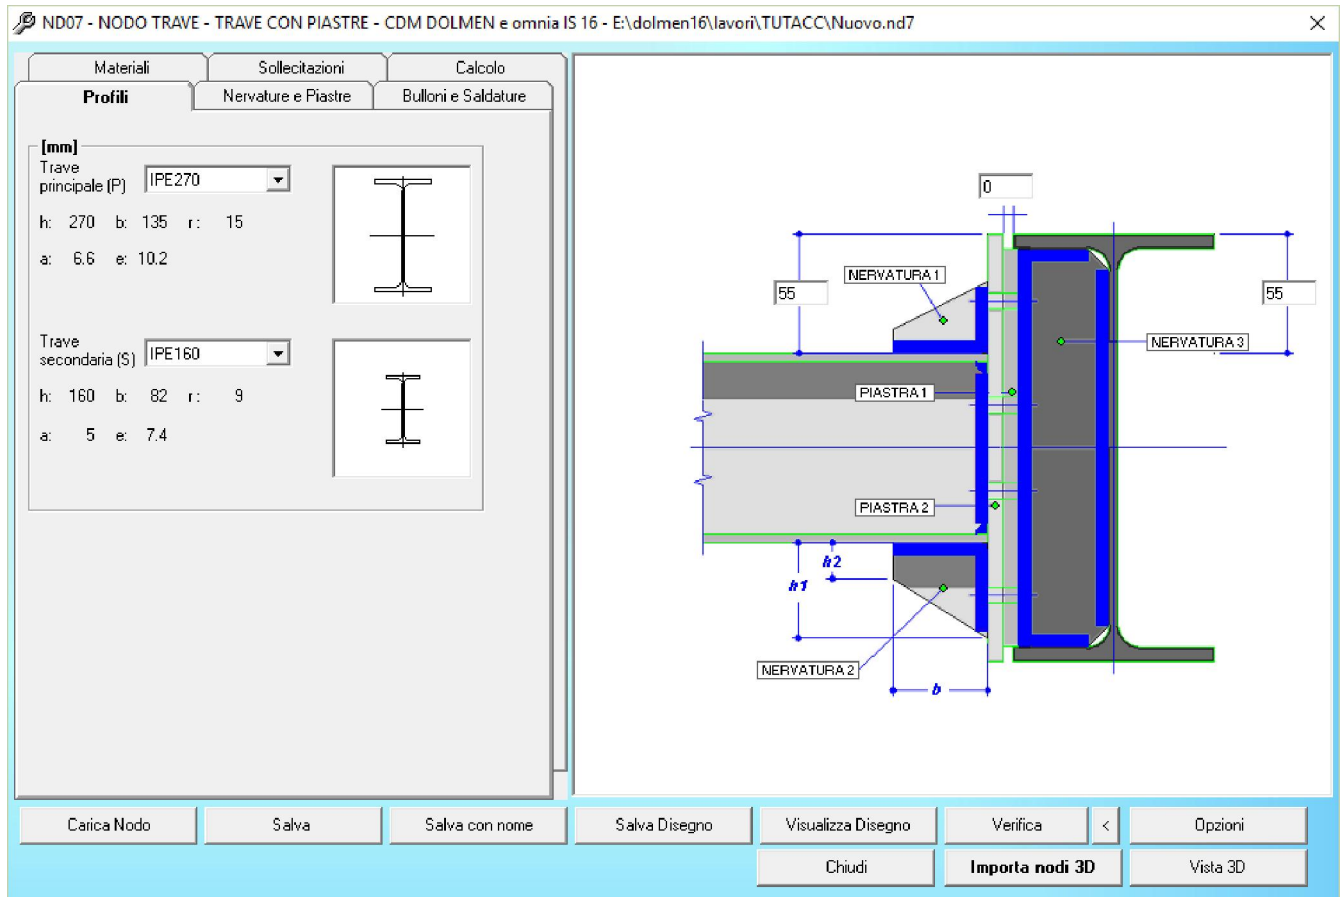 ND07 - NODO TRAVE - TRAVE CON PIASTRE - CDM DOLMEN e omnia IS 16 - E:\dolmen16\lavori\TUTACC\Nuovo.nd7
Materiali Sollecitazioni Calcolo
Profili Nervature e Piastre Bulloni e Saldature
[mm]
Trave
principale (P) IPE270
h: 270 b: 135 r: 15
a: 6.6 e: 10.2
Trave
secondaria (S) IPE160
h: 160 b: 82 r: 9
a: 5 e: 7.4
0
NERVATURA 1
55 55
NERVATURA 3
PIASTRA 1
PIASTRA 2
h2
h1
NERVATURA 2
b
Carica Nodo Salva Salva con nome Salva Disegno Visualizza Disegno Verifica < Opzioni
Chiudi Importa nodi 3D Vista 3D